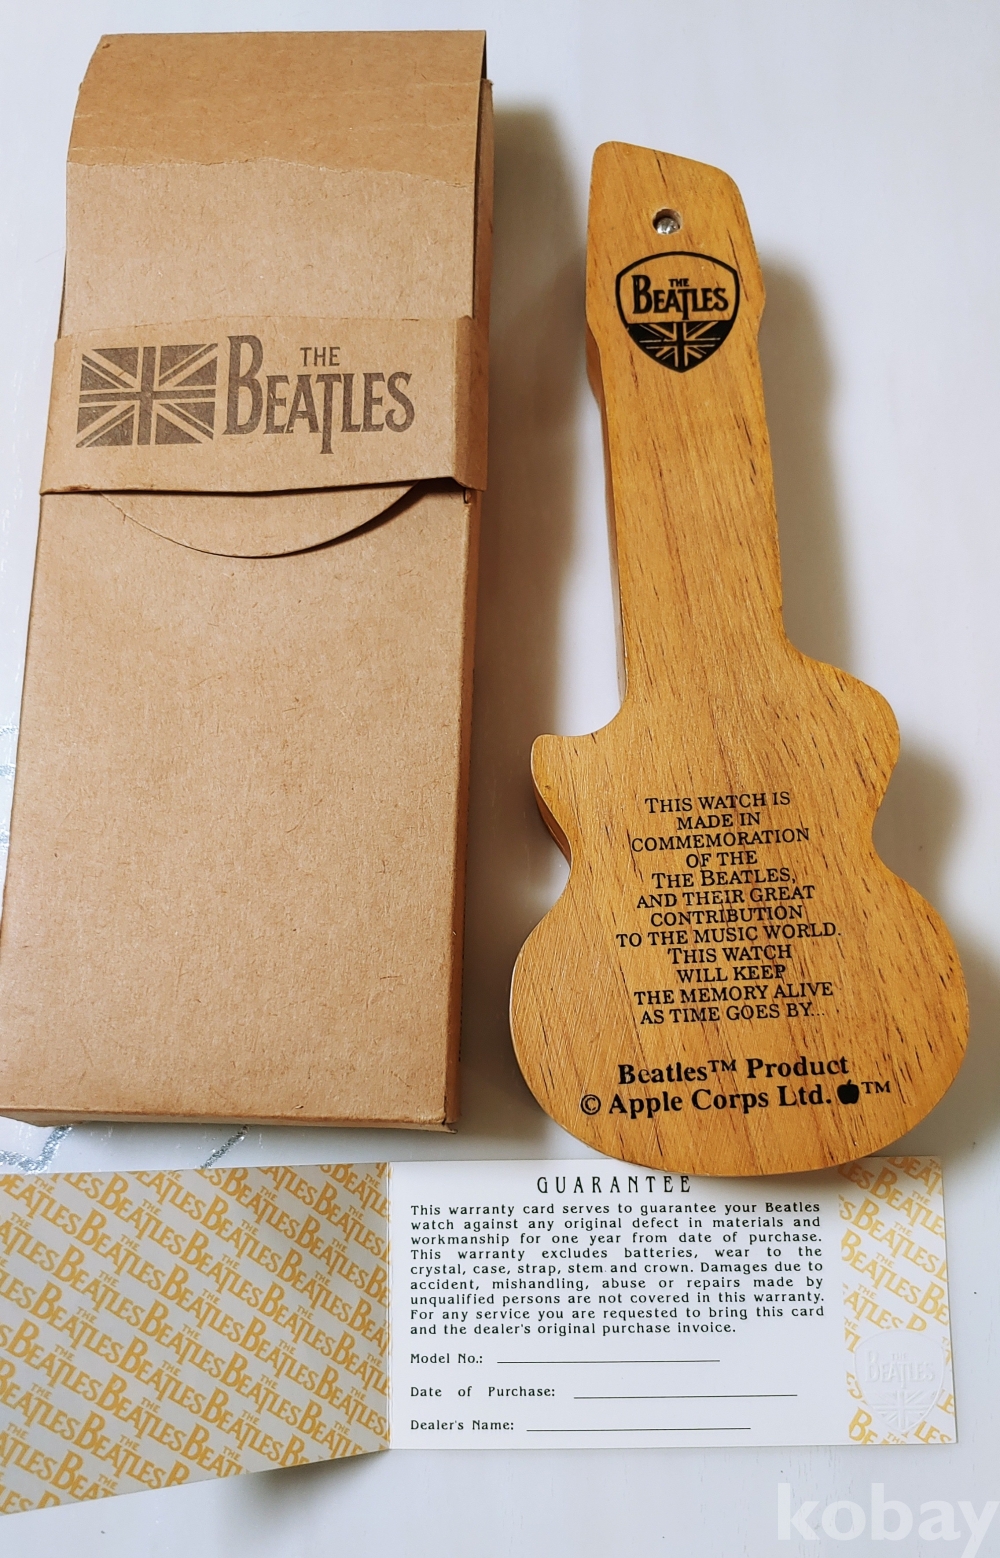 THE
BEATLES
THE
BEATLES
THIS WATCH IS
MADE IN
COMMEMORATION
OF THE
THE BEATLES,
AND THEIR GREAT
CONTRIBUTION
TO THE MUSIC WORLD.
THIS WATCH
WILL KEEP
THE MEMORY ALIVE
AS TIME GOES BY...
Beatles™ Product
© Apple Corps Ltd. ™
GUARANTEE
This warranty card serves to guarantee your Beatles
watch against any original defect in materials and
workmanship for one year from date of purchase.
This warranty excludes batteries, wear to the
crystal, case, strap, stem and crown. Damages due to
accident, mishandling, abuse or repairs made by
unqualified persons are not covered in this warranty.
For any service you are requested to bring this card
and the dealer's original purchase invoice.
Model No.:
Date of Purchase:
Dealer's Name:
THE
BEATLES
kobay